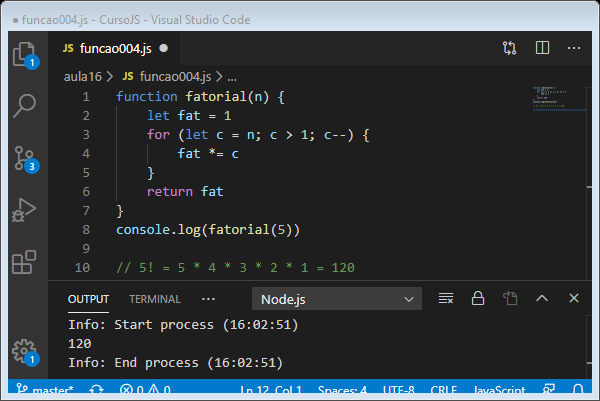 ● funcao004.js - CursoJS - Visual Studio Code
JS funcao004.js ●
aula16 > JS funcao004.js > ...
1 function fatorial(n) {
2 let fat = 1
3 for (let c = n; c > 1; c--) {
4 fat *= c
5 }
6 return fat
7 }
8 console.log(fatorial(5))
9
10 // 5! = 5 * 4 * 3 * 2 * 1 = 120
1
3
1
OUTPUT TERMINAL ··· Node.js
Info: Start process (16:02:51)
120
Info: End process (16:02:51)
master* 0 0 Ln 12, Col 1 Spaces: 4 UTF-8 CRLF JavaScript